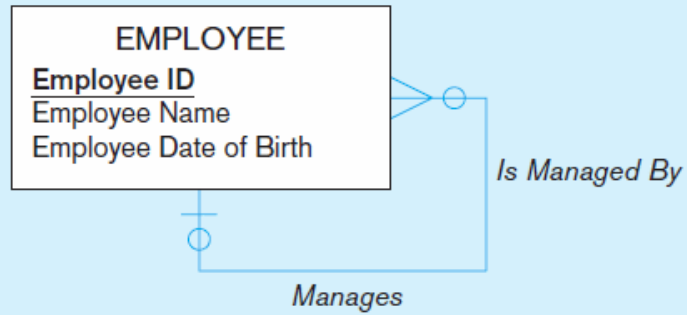 EMPLOYEE
Employee ID
Employee Name
Employee Date of Birth
Is Managed By
Manages